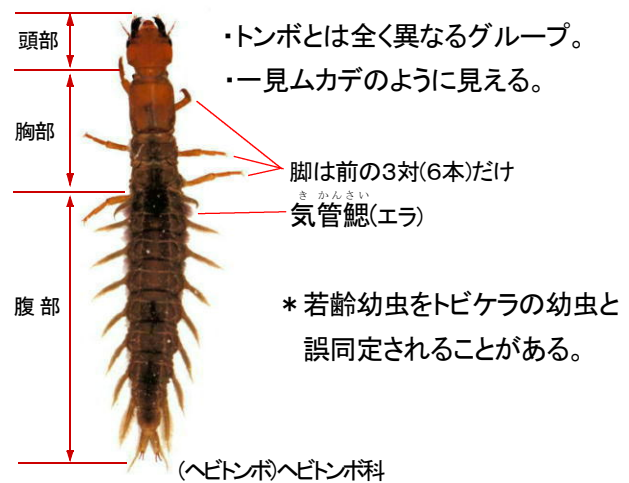 頭部
・トンボとは全く異なるグループ。
・一見ムカデのように見える。
胸部
脚は前の3対(6本)だけ
き かんさい
気管鰓(エラ)
腹 部
＊若齢幼虫をトビケラの幼虫と
誤同定されることがある。
(ヘビトンボ)ヘビトンボ科